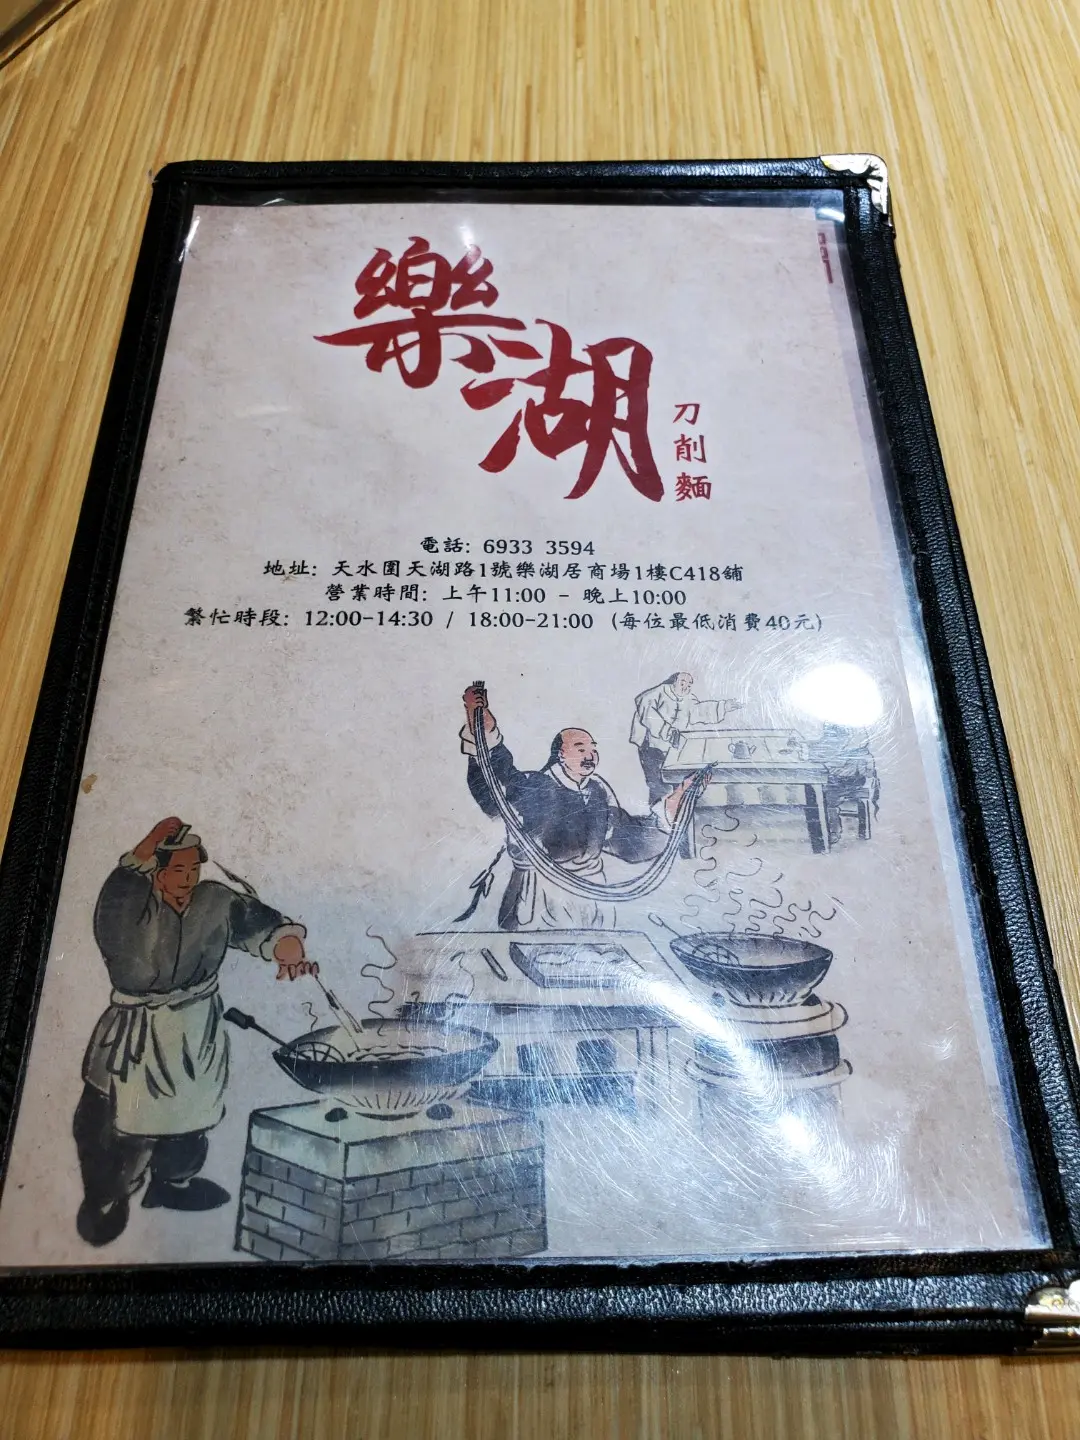 樂湖
刀削麵
電話: 6933 3594
地址: 天水圍天湖路1號樂湖居商場1樓C418舖
營業時間: 上午11:00 - 晚上10:00
繁忙時段: 12:00-14:30 / 18:00-21:00 (每位最低消費40元)